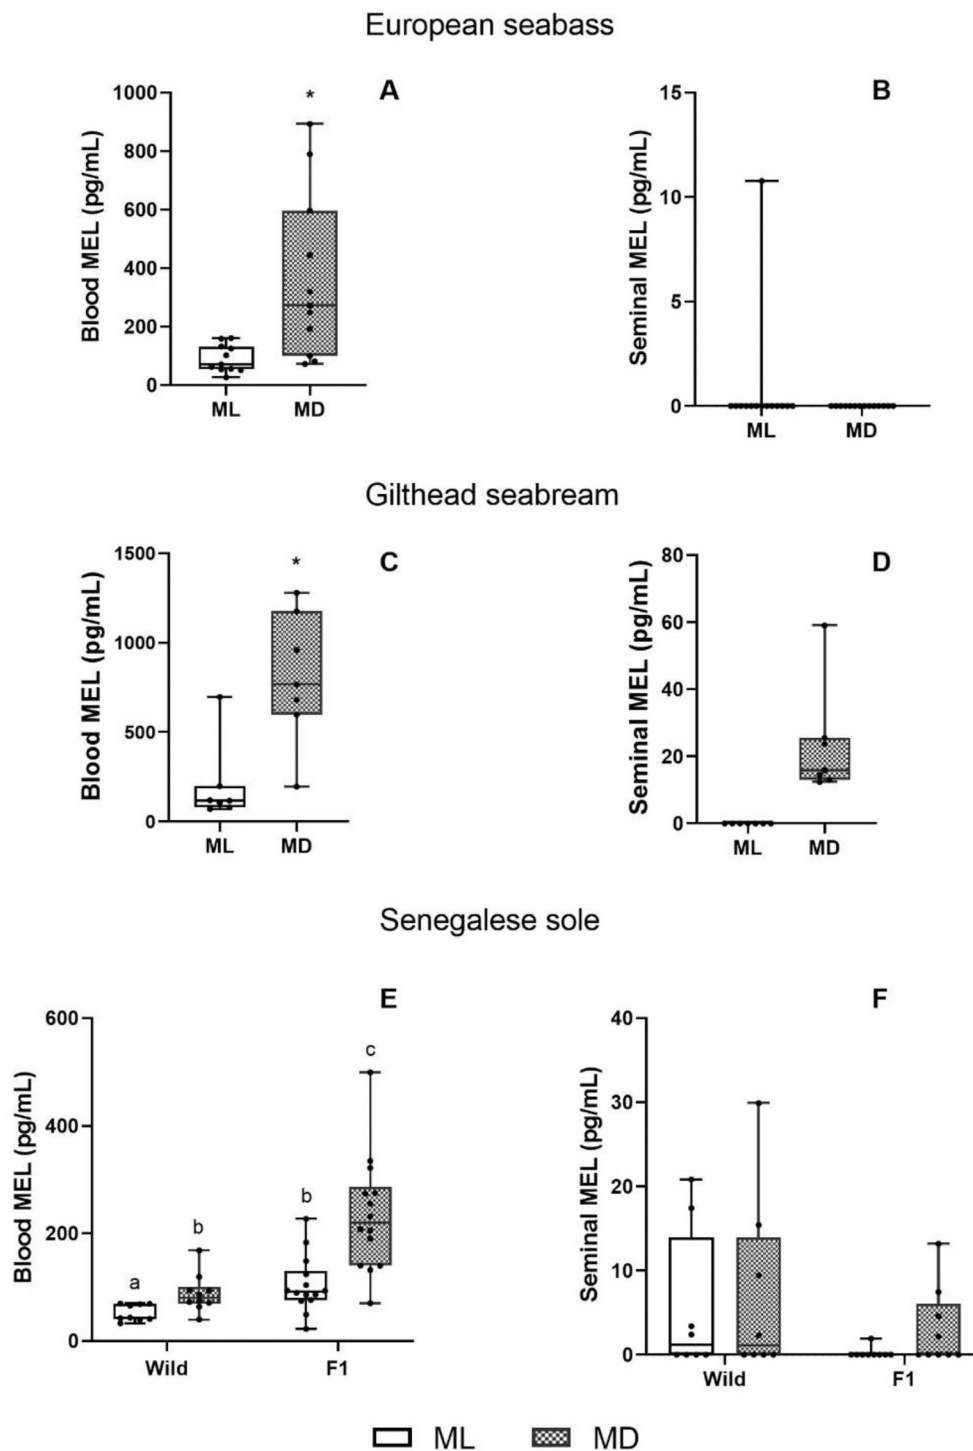 European seabass
A
B
Blood MEL (pg/mL)
1000
800
600
400
200
0
*
ML
MD
Seminal MEL (pg/mL)
15
10
5
0
ML
MD
Gilthead seabream
C
D
Blood MEL (pg/mL)
1500
1000
500
0
*
ML
MD
Seminal MEL (pg/mL)
80
60
40
20
0
ML
MD
Senegalese sole
E
F
Blood MEL (pg/mL)
600
400
200
0
a
b
b
c
Wild
F1
Seminal MEL (pg/mL)
40
30
20
10
0
Wild
F1
ML
MD